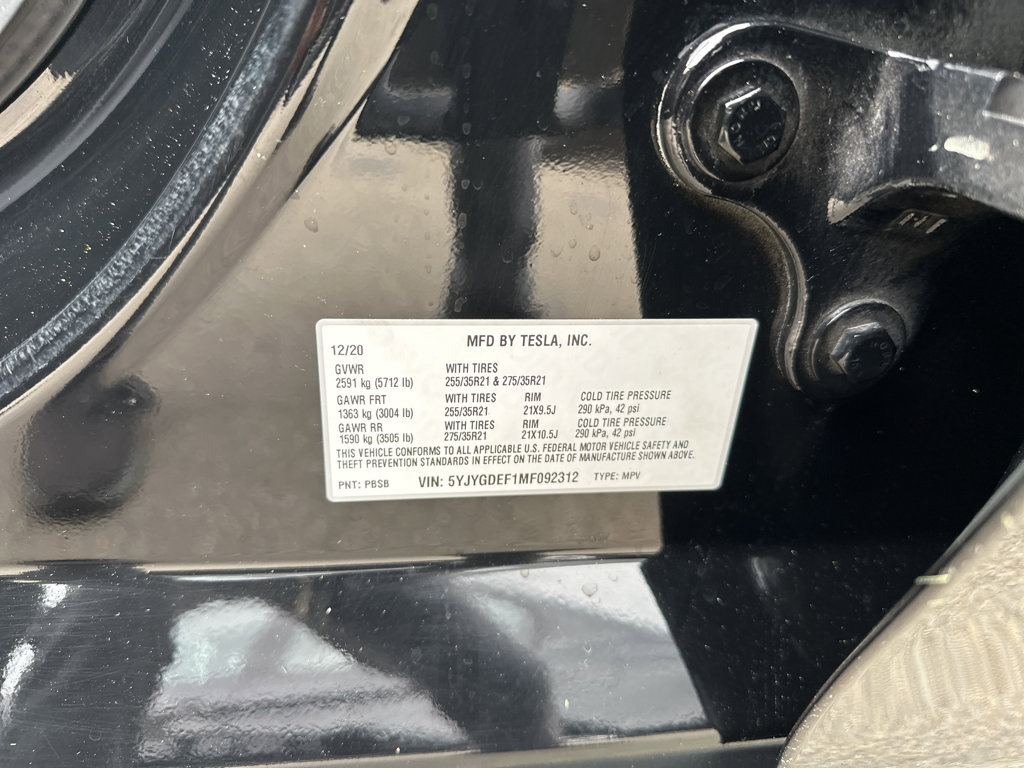 MFD BY TESLA, INC.
12/20
GVWR WITH TIRES
2591 kg (5712 lb) 255/35R21 & 275/35R21
GAWR FRT WITH TIRES RIM COLD TIRE PRESSURE
1363 kg (3004 lb) 255/35R21 21X9.5J 290 kPa, 42 psi
GAWR RR WITH TIRES RIM COLD TIRE PRESSURE
1590 kg (3505 lb) 275/35R21 21X10.5J 290 kPa, 42 psi
THIS VEHICLE CONFORMS TO ALL APPLICABLE U.S. FEDERAL MOTOR VEHICLE SAFETY AND
THEFT PREVENTION STANDARDS IN EFFECT ON THE DATE OF MANUFACTURE SHOWN ABOVE.
PNT: PBSB VIN: 5YJYGDEF1MF092312 TYPE: MPV